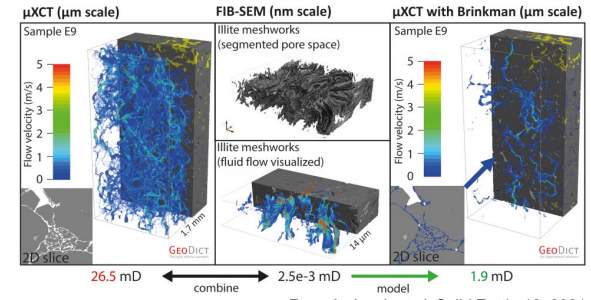 µXCT (µm scale)
FIB-SEM (nm scale)
µXCT with Brinkman (µm scale)
Sample E9
5
4
3
2
1
0
Flow velocity (m/s)
1.7 mm
2D slice
GEODICT
Illite meshworks
(segmented pore space)
Illite meshworks
(fluid flow visualized)
14 µm
Sample E9
5
4
3
2
1
0
Flow velocity (m/s)
2D slice
GEODICT
26.5 mD
combine
2.5e-3 mD
model
1.9 mD